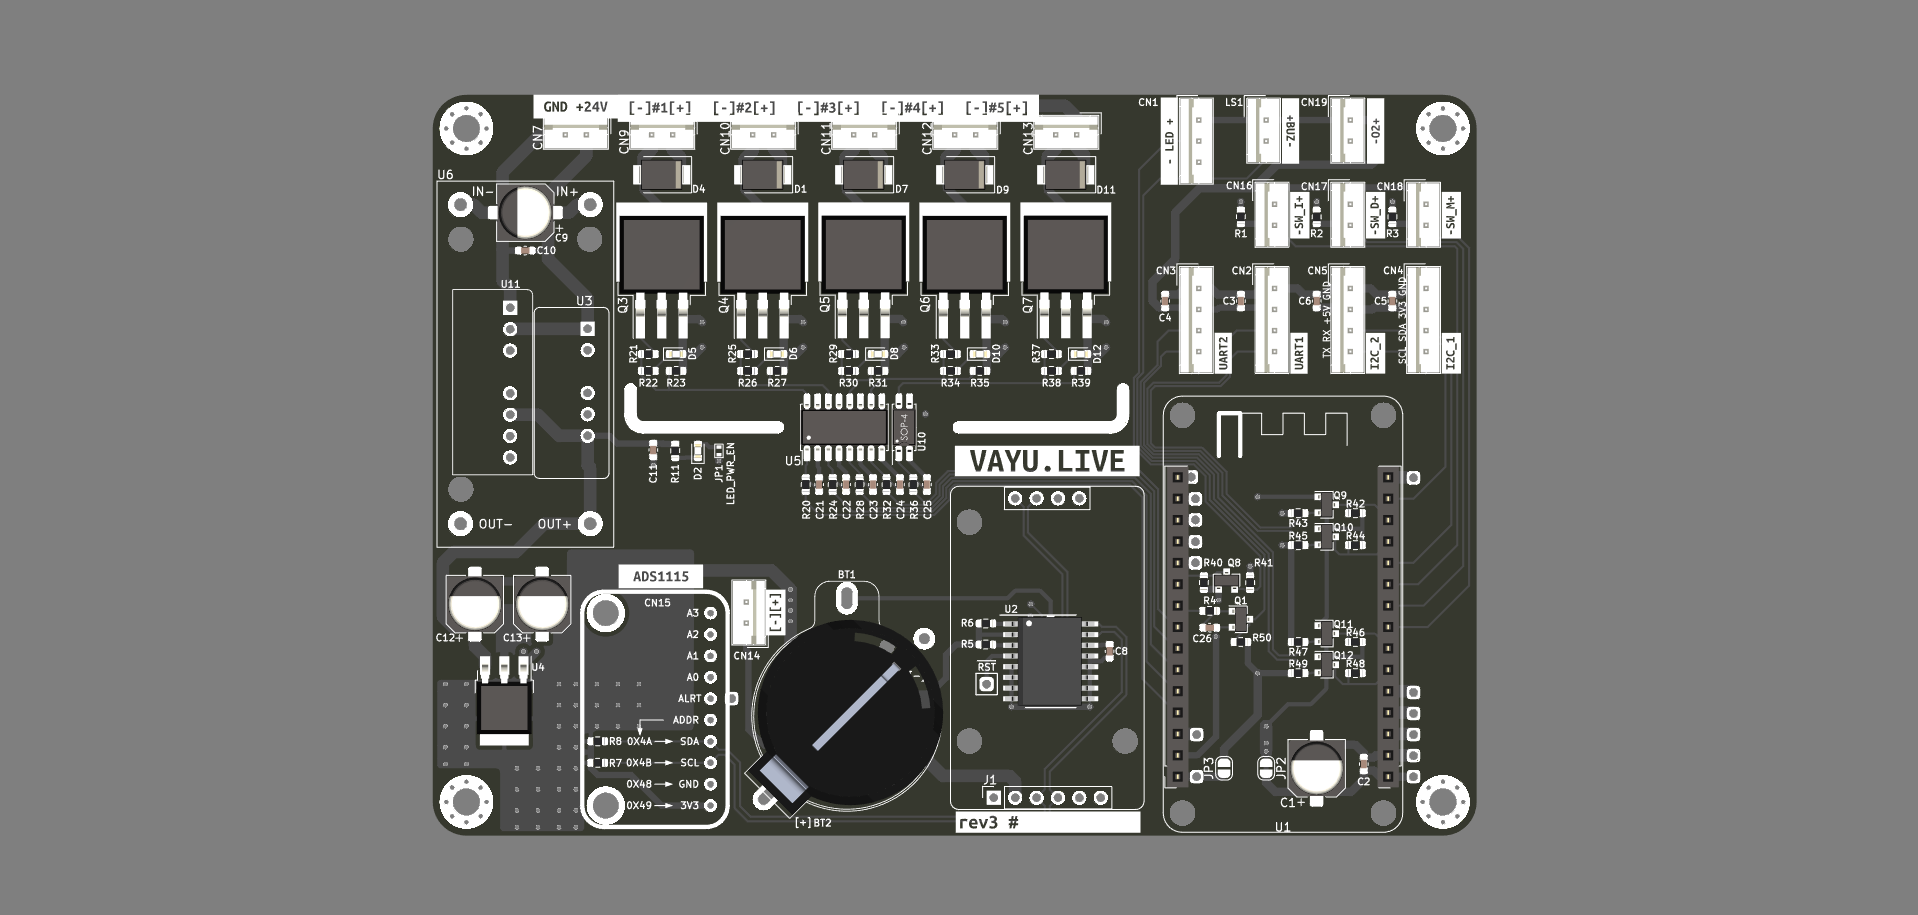 GND +24V [-]#1[+] [-]#2[+] [-]#3[+] [-]#4[+] [-]#5[+]
CN7 CN9 CN10 CN11 CN12 CN13
D4 D1 D7 D9 D11
CN1 LS1 CN19
- LED +
+BUZ-
-O2+
CN16 CN17 CN18
-SW_I+ -SW_D+ -SW_M+
R1 R2 R3
U6
IN- IN+
+
C9
C10
U11
U3
OUT- OUT+
Q3 Q4 Q5 Q6 Q7
R21 D5 R25 D6 R29 D8 R33 D10 R37 D12
R22 R23 R26 R27 R30 R31 R34 R35 R38 R39
CN3 CN2 CN5 CN4
C4 C3 C6 C5
TX RX +5V GND
SCL SDA 3V3 GND
UART2 UART1 I2C_2 I2C_1
SOP-4
U5 U10
C11 R11 D2 JP1
LED_PWR_EN
R20 C21 R24 C22 R28 C23 R32 C24 R36 C25
VAYU.LIVE
Q9
R42
R43
Q10
R45 R44
R40 Q8 R41
R4 Q1
C26 R50
Q11
R46
R47
Q12
R49 R48
JP3 JP2
C2
C1+
U1
C12+ C13+
U4
ADS1115
CN15
A3
A2
A1
A0
ALRT
ADDR
R8 0X4A SDA
R7 0X4B SCL
0X48 GND
0X49 3V3
[-][+]
CN14
BT1
[+]BT2
U2
R6
R5
RST
C8
J1
rev3 #